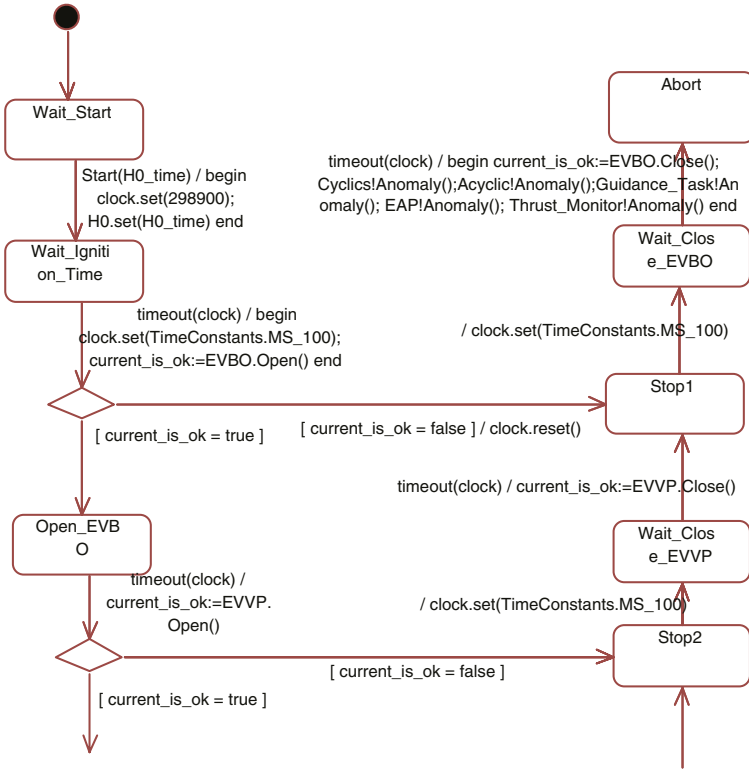 Wait_Start
Start(H0_time) / begin
clock.set(298900);
H0.set(H0_time) end
Wait_Igniti
on_Time
timeout(clock) / begin
clock.set(TimeConstants.MS_100);
current_is_ok:=EVBO.Open() end
[ current_is_ok = true ]
[ current_is_ok = false ] / clock.reset()
Open_EVB
O
timeout(clock) /
current_is_ok:=EVVP.
Open()
[ current_is_ok = true ]
[ current_is_ok = false ]
Abort
timeout(clock) / begin current_is_ok:=EVBO.Close();
Cyclics!Anomaly();Acyclic!Anomaly();Guidance_Task!An
omaly(); EAP!Anomaly(); Thrust_Monitor!Anomaly() end
Wait_Clos
e_EVBO
/ clock.set(TimeConstants.MS_100)
Stop1
timeout(clock) / current_is_ok:=EVVP.Close()
Wait_Clos
e_EVVP
/ clock.set(TimeConstants.MS_100)
Stop2